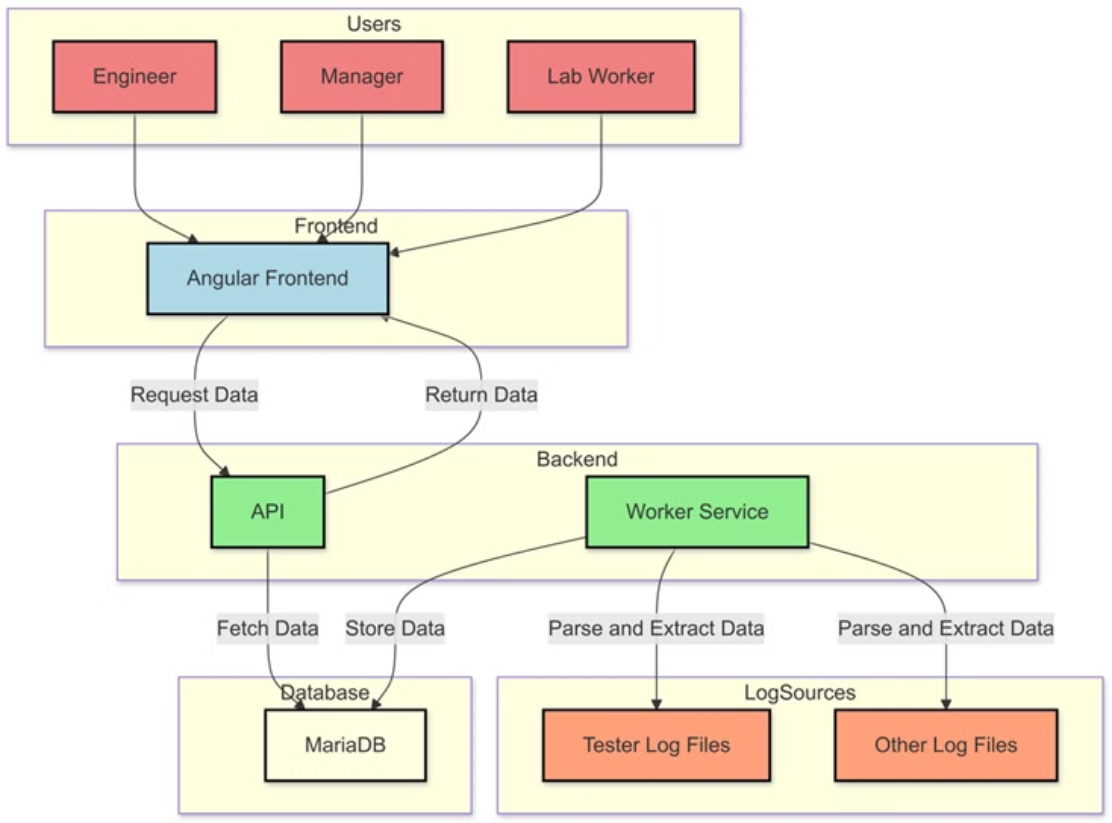 Users
Engineer
Manager
Lab Worker
Frontend
Angular Frontend
Request Data
Return Data
Backend
API
Worker Service
Fetch Data
Store Data
Parse and Extract Data
Parse and Extract Data
Database
LogSources
MariaDB
Tester Log Files
Other Log Files